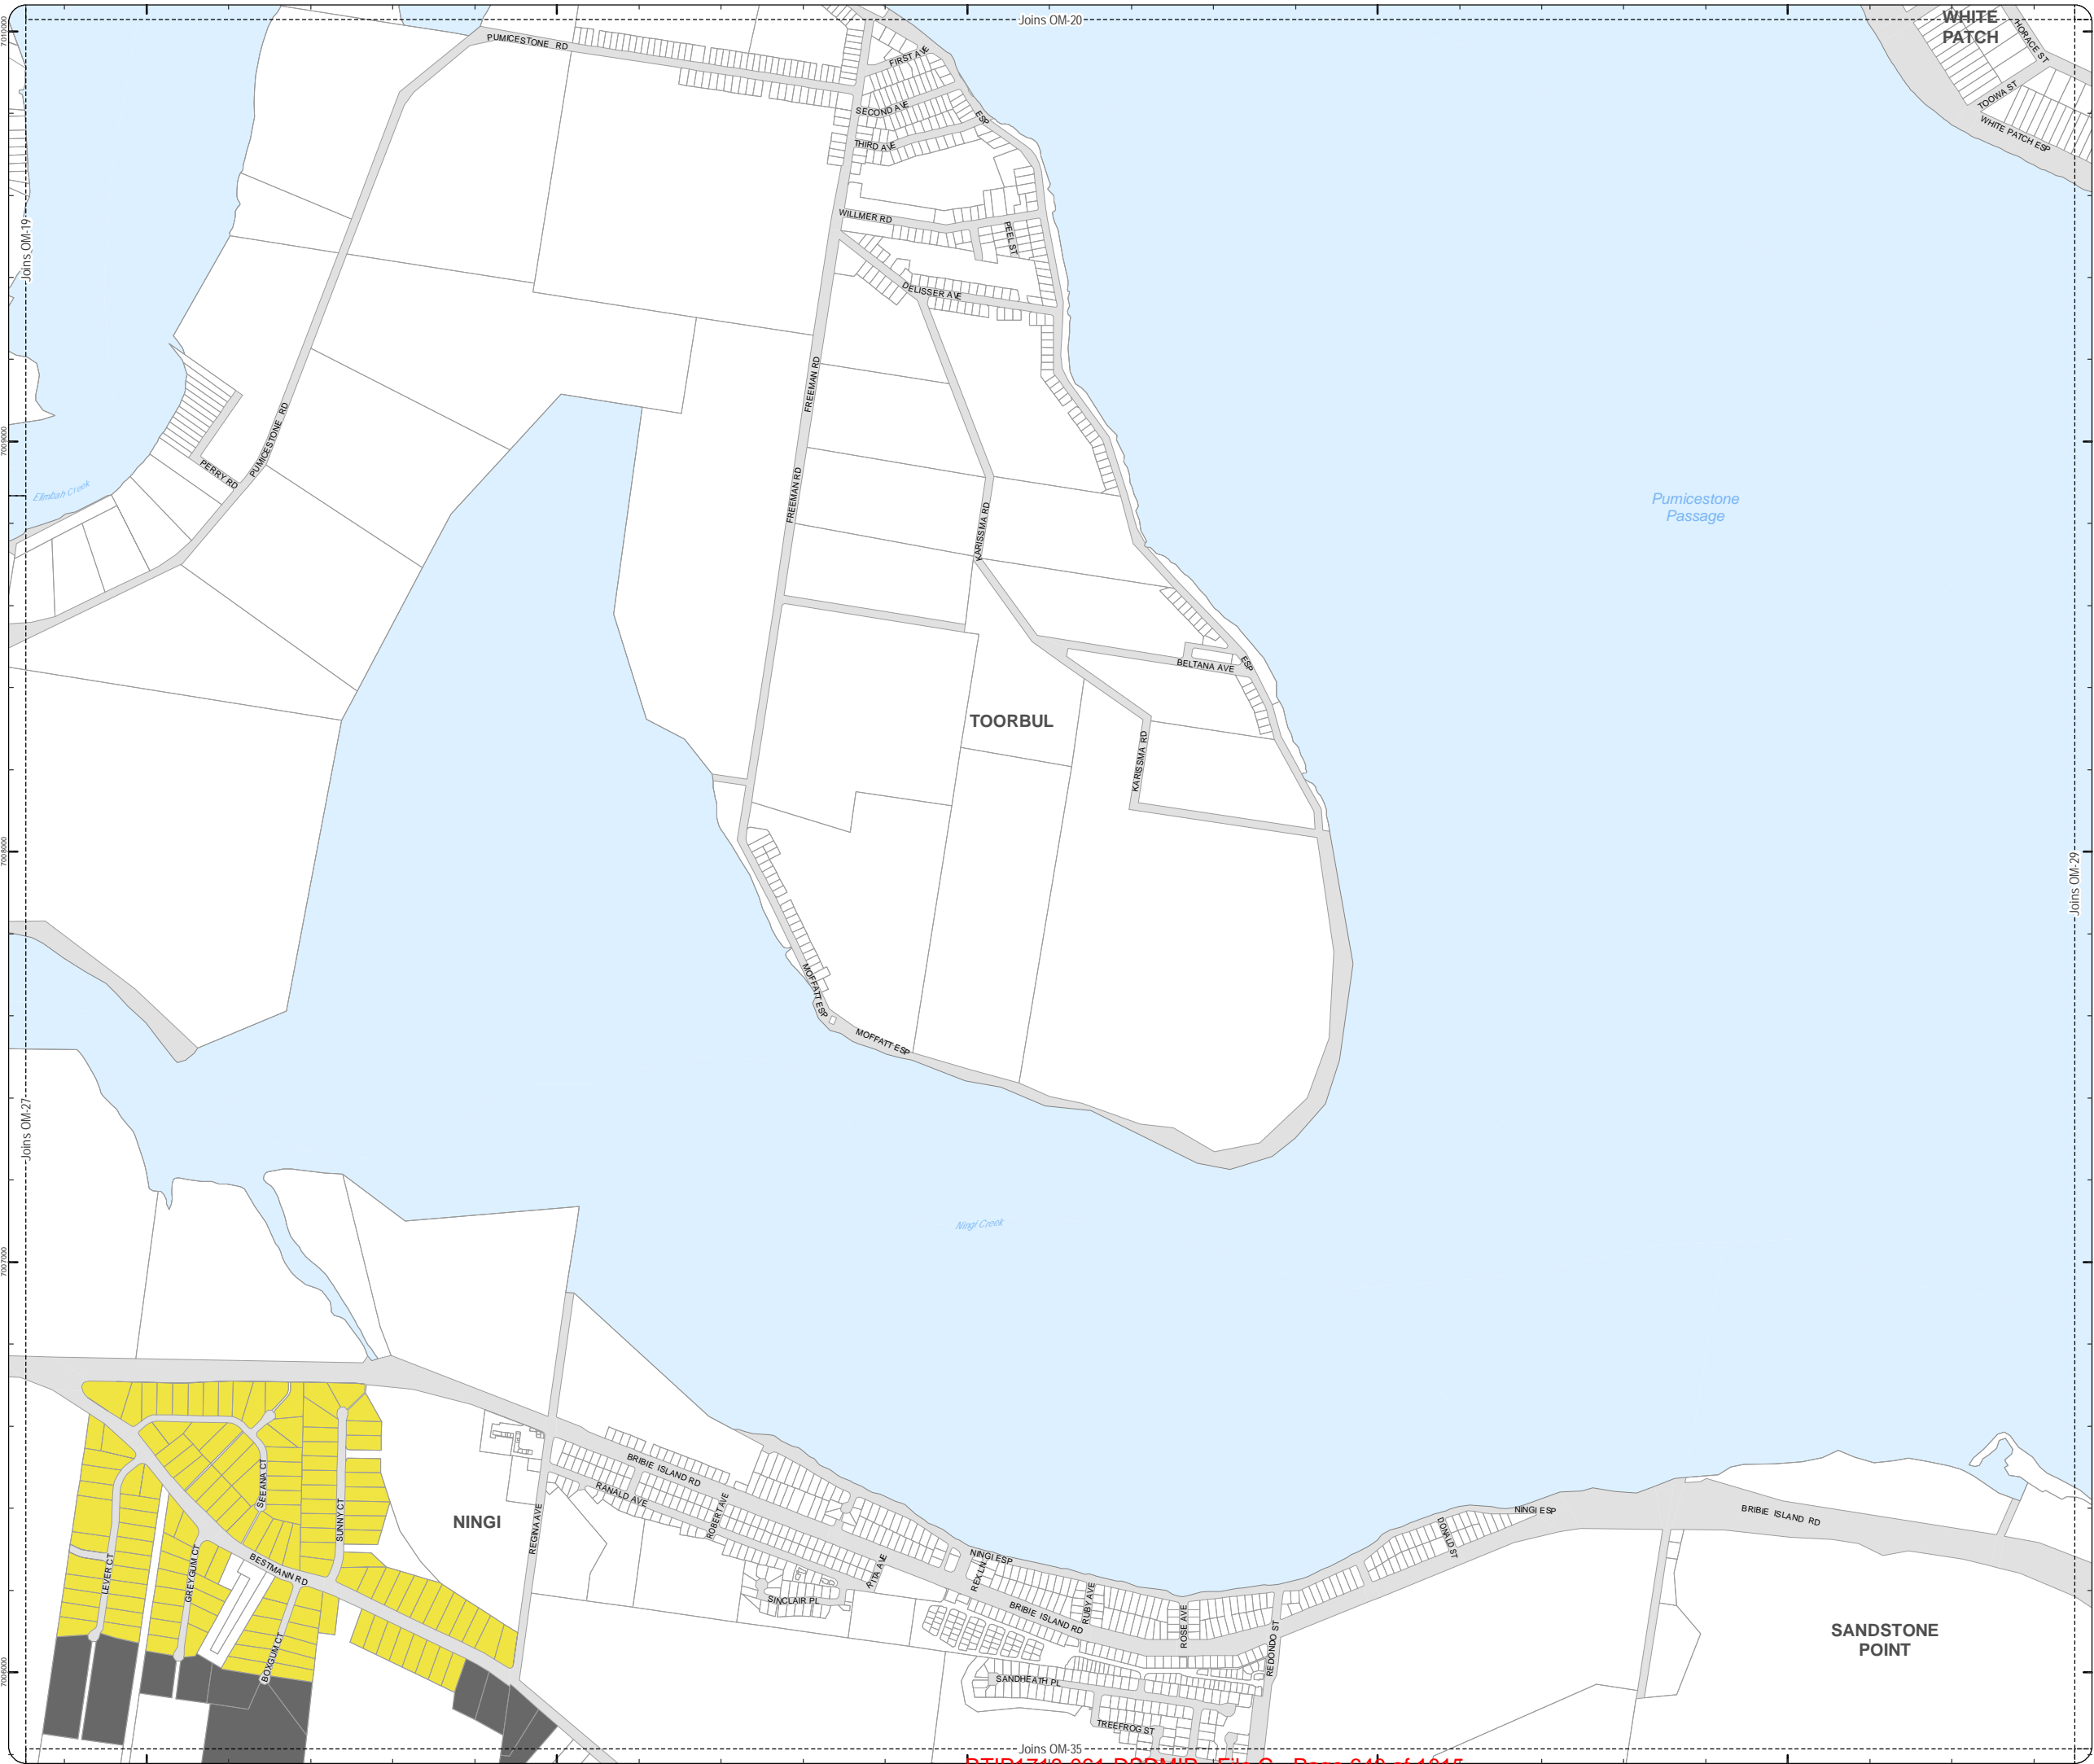 Joins OM-20
WHITE
PATCH
HORACE ST
TOOWA ST
WHITE PATCH ESP
7010000
PUMICESTONE RD
FIRST AVE
SECOND AVE
ESP
THIRD AVE
WILLMER RD
PEEL ST
Joins OM-19
DELISSER AVE
FREEMAN RD
PUMICESTONE RD
7009000
PERRY RD
Elimbah Creek
FREEMAN RD
KARISSMA RD
Pumicestone
Passage
ESP
BELTANA AVE
TOORBUL
KARISSMA RD
7008000
Joins OM-29
MOFFATT ESP
MOFFATT ESP
Joins OM-27
Ningi Creek
7007000
BRIBIE ISLAND RD
RANALD AVE
ROBERT AVE
SEEANA CT
SUNNY CT
NINGI
REGINA AVE
NINGI ESP
DONALD ST
BRIBIE ISLAND RD
LEVER CT
GREYGUM CT
BESTMANN RD
RITA AVE
NINGI ESP
REX LN
SINCLAIR PL
RUBY AVE
BRIBIE ISLAND RD
ROSE AVE
REDONDO ST
SANDSTONE
POINT
BOXGUM CT
7006000
SANDHEATH PL
TREEFROG ST
Joins OM-35